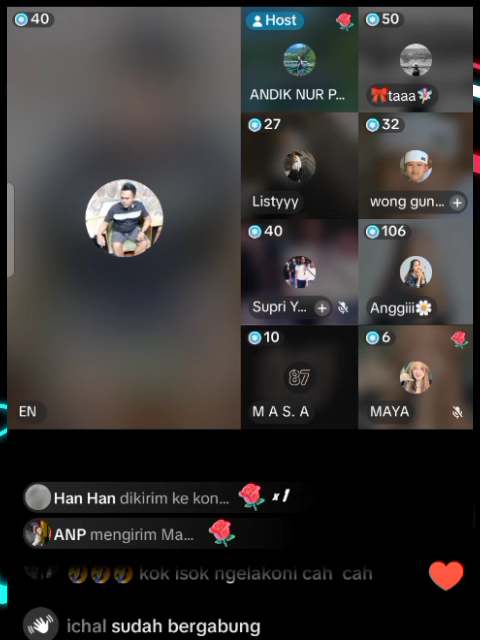 40
Host
ANDIK NUR P...
50
🎀taaa🧚
27
Listyyy
32
wong gun...
EN
40
Supri Y...
106
Anggiii🌼
10
87
M A S. A
6
MAYA
Han Han dikirim ke kon... 🌹 x1
ANP mengirim Ma... 🌹
🤣🤣🤣 kok isok ngelakoni cah cah
ichal sudah bergabung